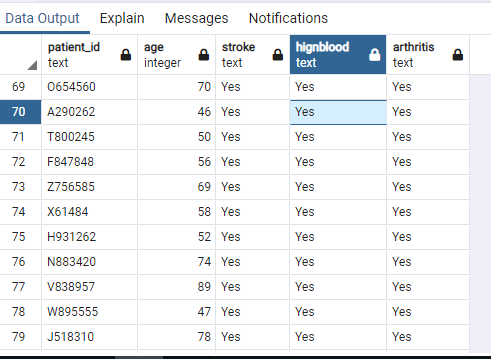 Data Output Explain Messages Notifications
patient_id age stroke hignblood arthritis
text integer text text text
69 O654560 70 Yes Yes Yes
70 A290262 46 Yes Yes Yes
71 T800245 50 Yes Yes Yes
72 F847848 56 Yes Yes Yes
73 Z756585 69 Yes Yes Yes
74 X61484 58 Yes Yes Yes
75 H931262 52 Yes Yes Yes
76 N883420 74 Yes Yes Yes
77 V838957 89 Yes Yes Yes
78 W895555 47 Yes Yes Yes
79 J518310 78 Yes Yes Yes